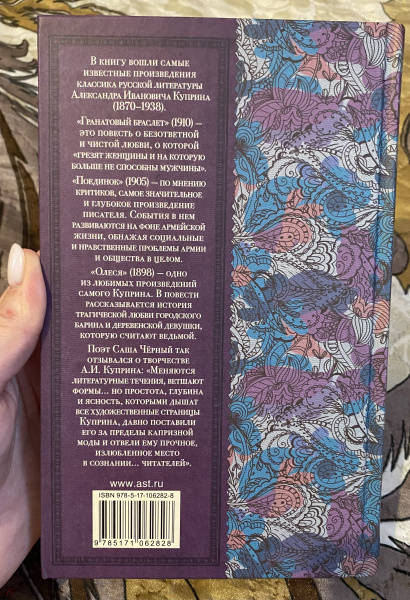 В книгу вошли самые
известные произведения
классика русской литературы
Александра Ивановича Куприна
(1870–1938).
«Гранатовый браслет» (1910) —
это повесть о безответной
и чистой любви, о которой
«грезят женщины и на которую
больше не способны мужчины».
«Поединок» (1905) — по мнению
критиков, самое значительное
и глубокое произведение
писателя. События в нем
развиваются на фоне армейской
жизни, обнажая социальные
и нравственные проблемы армии
и общества в целом.
«Олеся» (1898) — одно
из любимых произведений
самого Куприна. В повести
рассказывается история
трагической любви городского
барина и деревенской девушки,
которую считают ведьмой.
Поэт Саша Чёрный так
отзывался о творчестве
А.И. Куприна: «Меняются
литературные течения, ветшают
формы... но простота, глубина
и ясность, которыми дышат
все художественные страницы
Куприна, давно поставили
его за пределы капризной
моды и отвели ему прочное,
излюбленное место
в сознании... читателей».
www.ast.ru
ISBN 978-5-17-106282-8
9785171062828